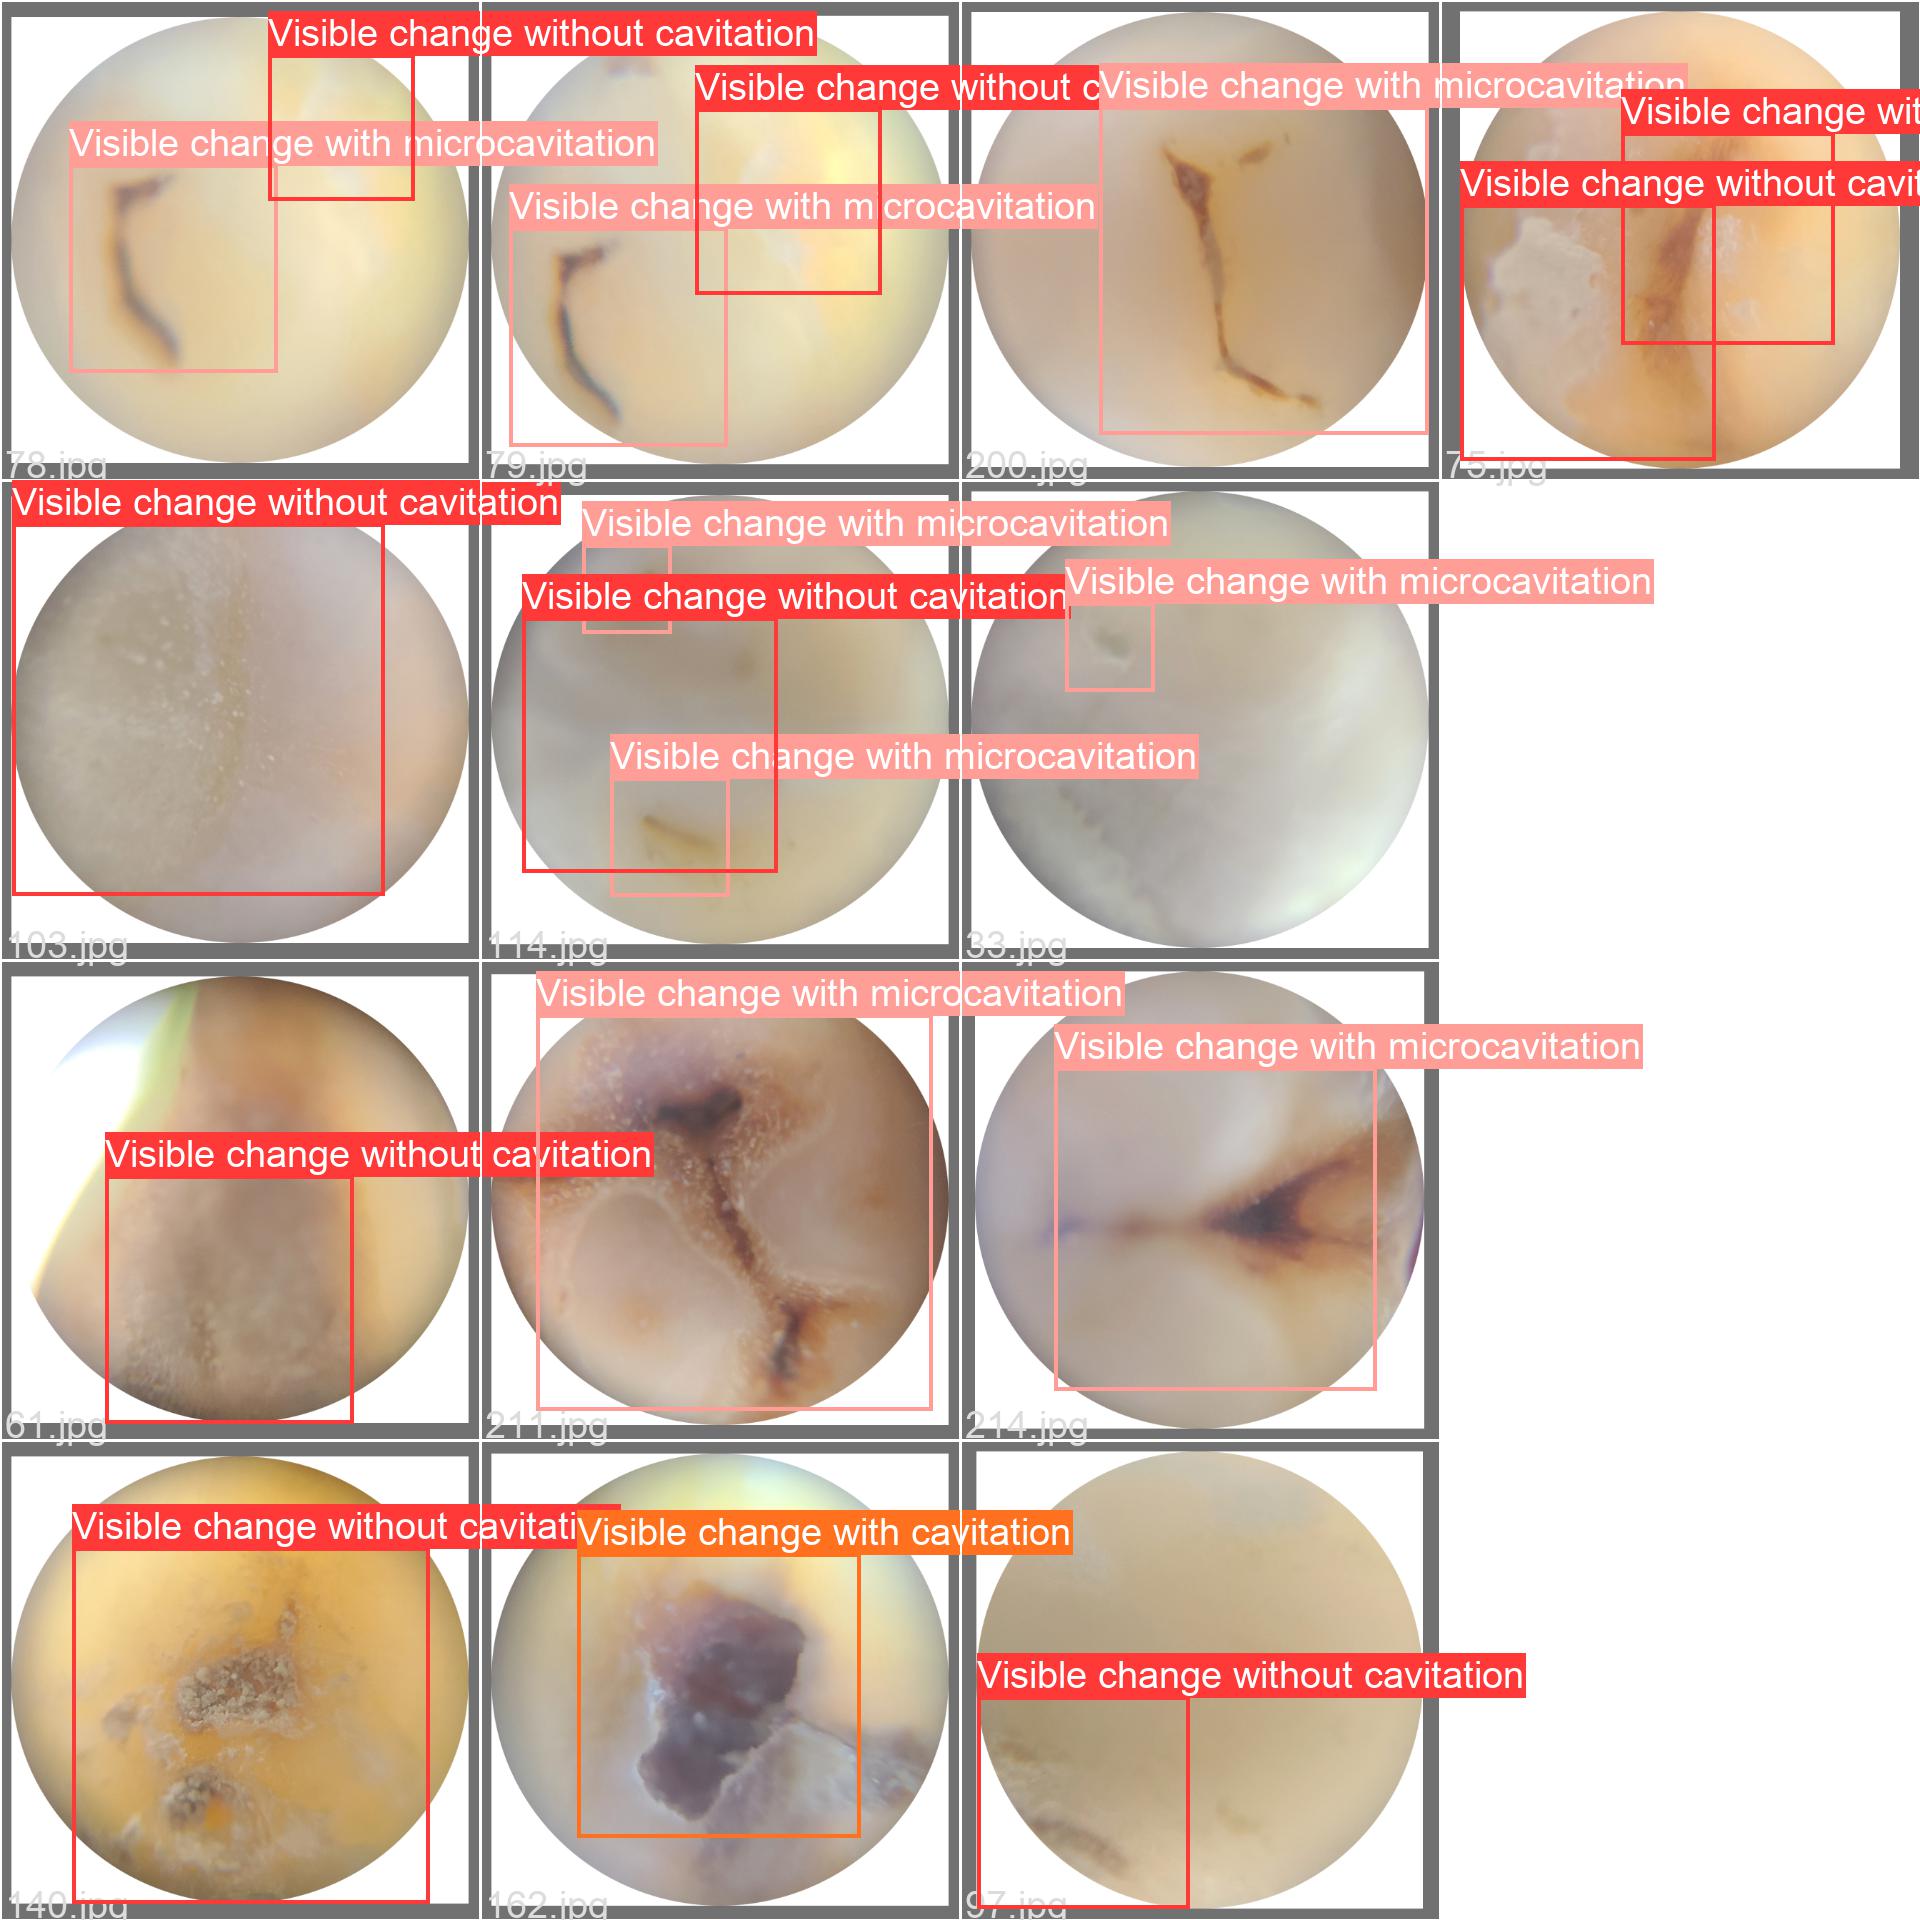 Visible change without cavitation
Visible change with microcavitation
78.jpg
Visible change without c
Visible change with microcavitation
79.jpg
Visible change with microcavitation
200.jpg
Visible change wit
Visible change without cavit
75.jpg
Visible change without cavitation
103.jpg
Visible change with microcavitation
Visible change without cavitation
Visible change with microcavitation
114.jpg
Visible change with microcavitation
33.jpg
Visible change without cavitation
61.jpg
Visible change with microcavitation
211.jpg
Visible change with microcavitation
214.jpg
Visible change without cavitati
140.jpg
Visible change with cavitation
162.jpg
Visible change without cavitation
97.jpg